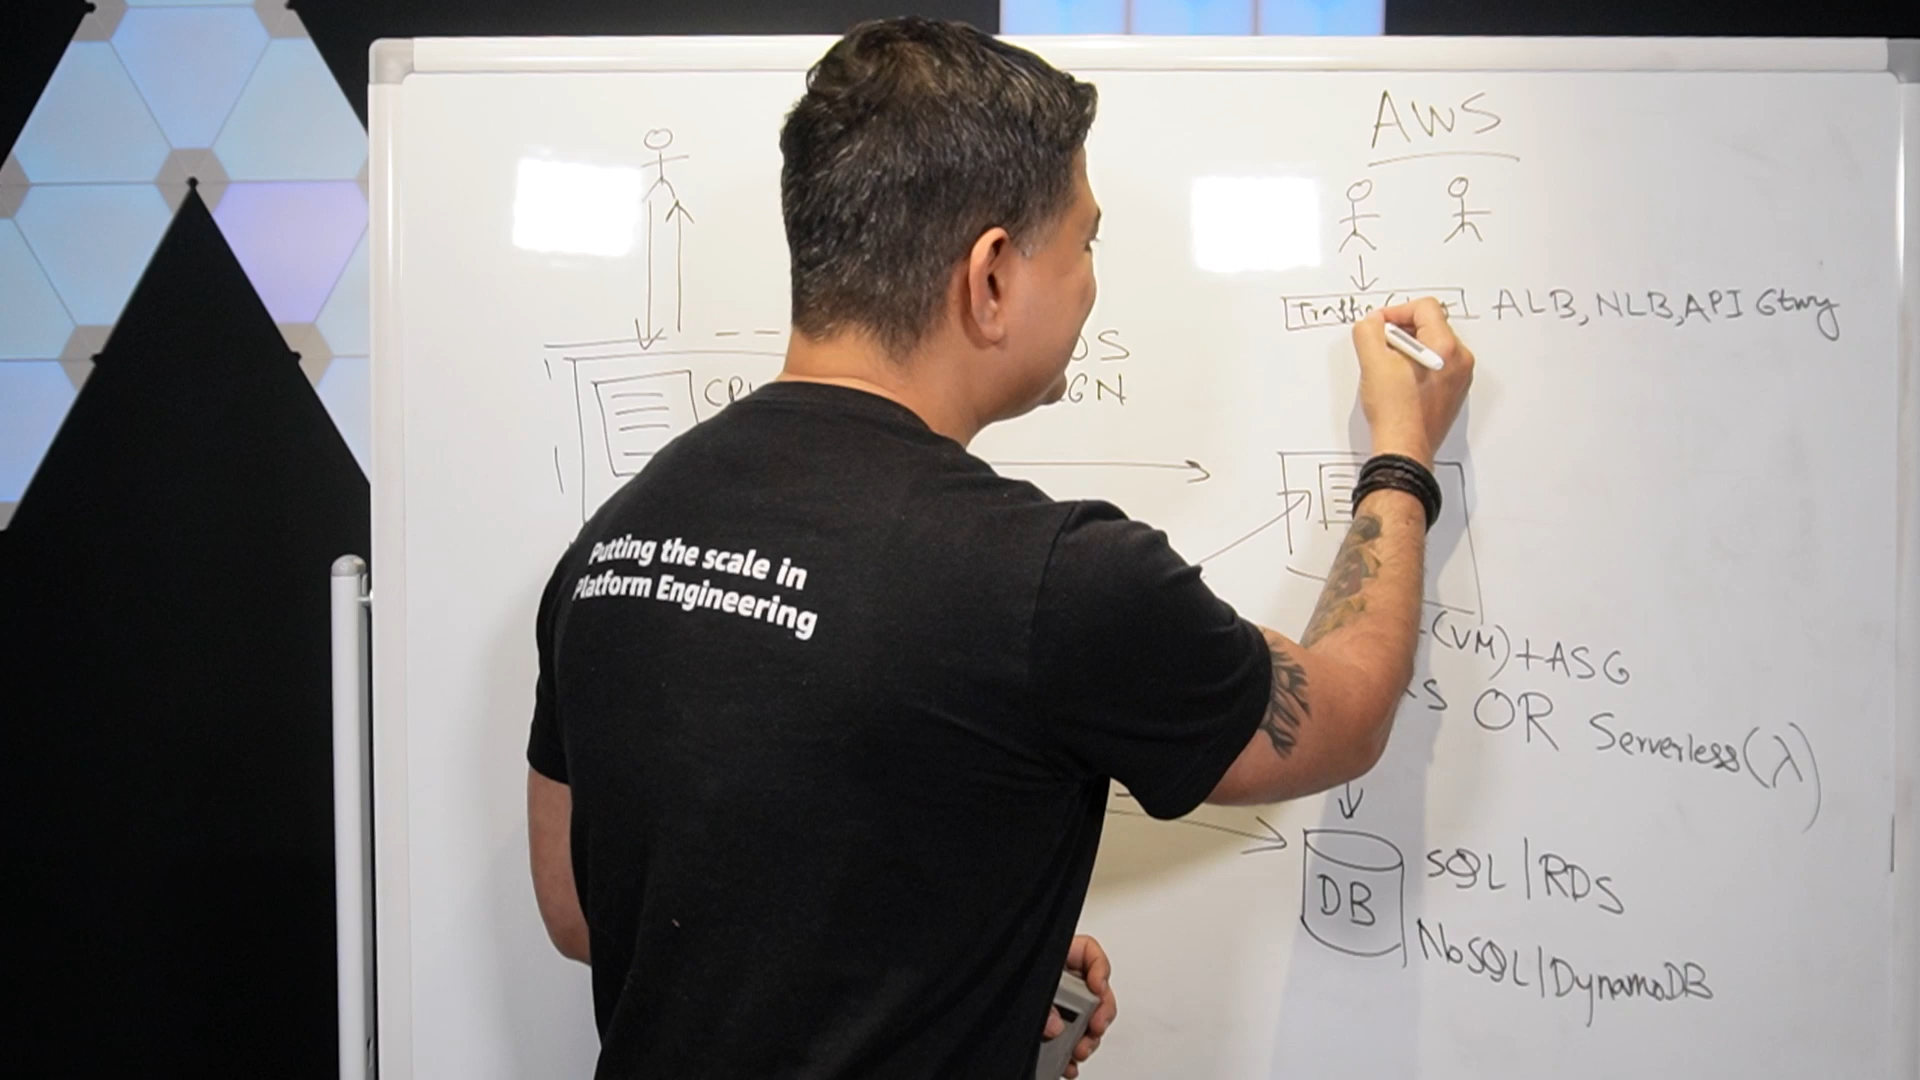 AWS
ALB, NLB, API Gtwy
Putting the scale in
Platform Engineering
(VM)+ASG
OR Serverless(λ)
DB
SQL | RDS
NoSQL | DynamoDB